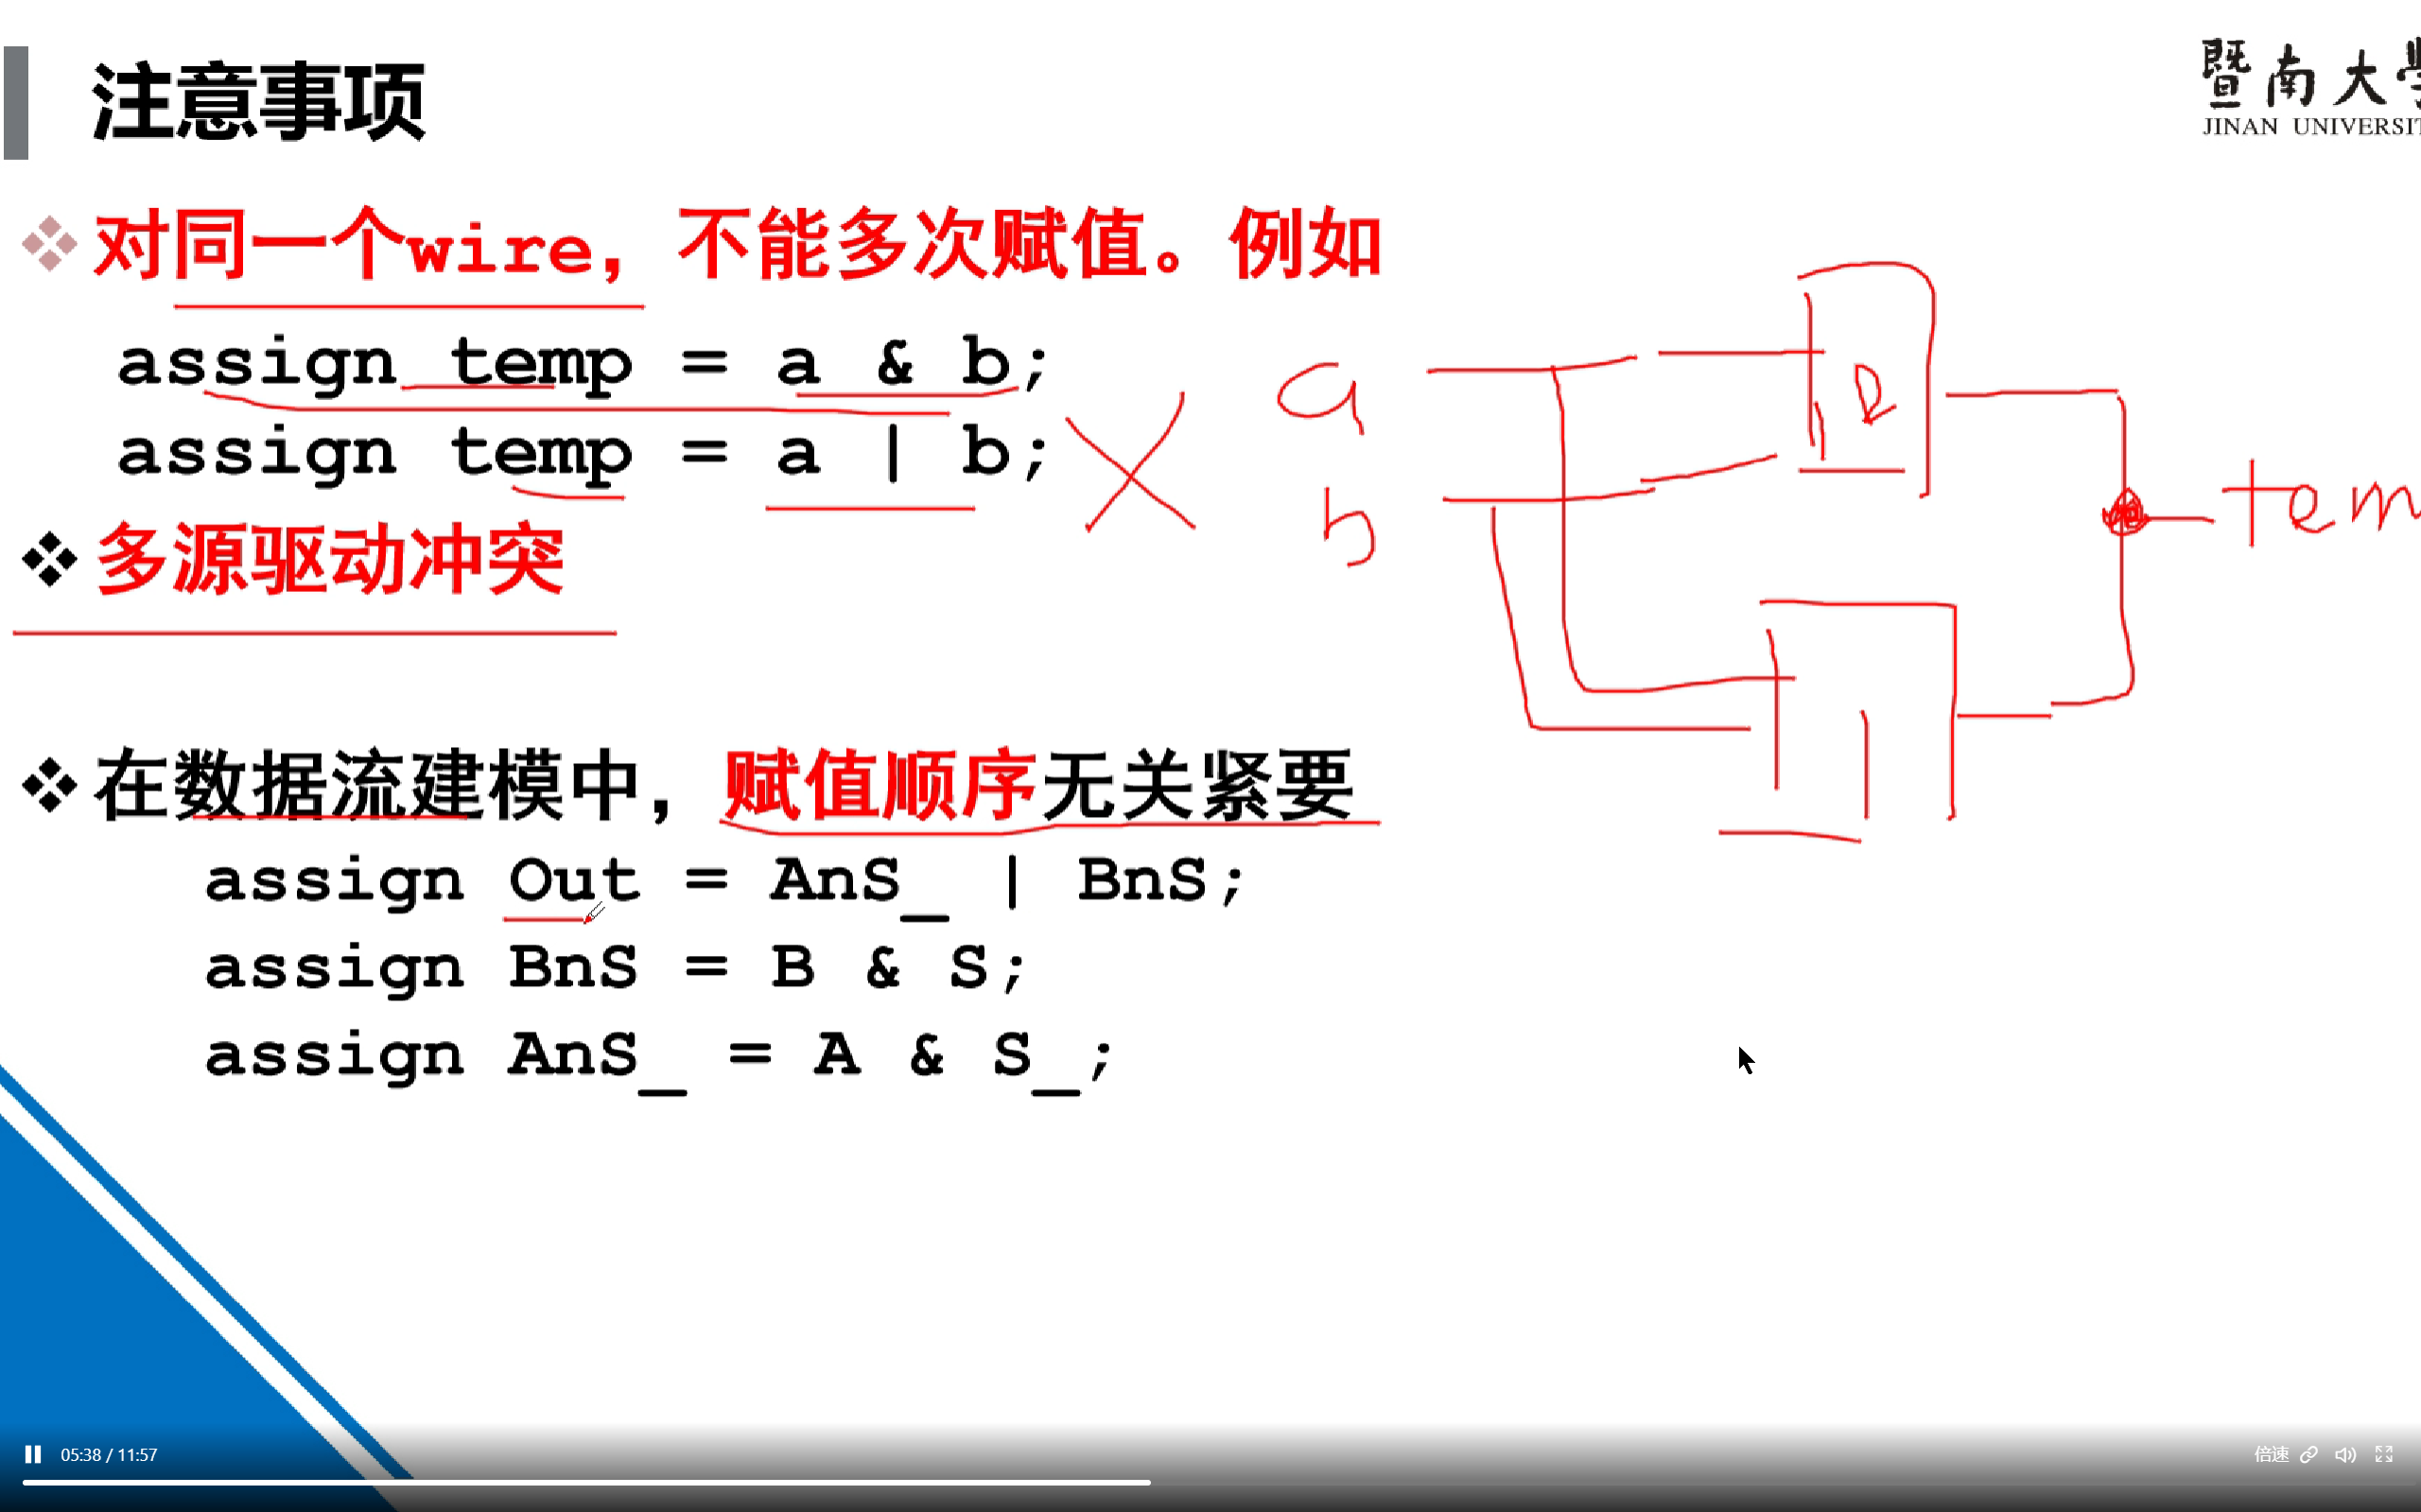 注意事项
暨南大学
JINAN UNIVERSIT
对同一个wire，不能多次赋值。例如
assign temp = a & b;
assign temp = a | b;
a
b
tem
多源驱动冲突
在数据流建模中，赋值顺序无关紧要
assign Out = AnS_ | BnS;
assign BnS = B & S;
assign AnS_ = A & S_;
05:38 / 11:57
倍速